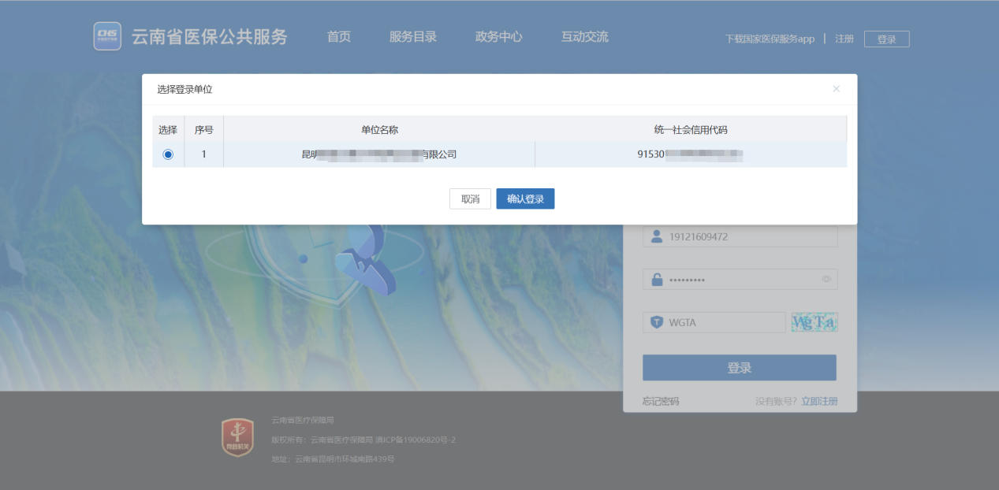 CHS
云南省医保公共服务 首页 服务目录 政务中心 互动交流 下载国家医保服务app | 注册 登录
选择登录单位 ×
选择 序号 单位名称 统一社会信用代码
1 昆明 有限公司 91530
取消 确认登录
19121609472
•••••••••
WGTA WgTa
登录
忘记密码 没有账号? 立即注册
云南省医疗保障局
党政机关
版权所有：云南省医疗保障局 滇ICP备19006820号-2
地址：云南省昆明市环城南路439号